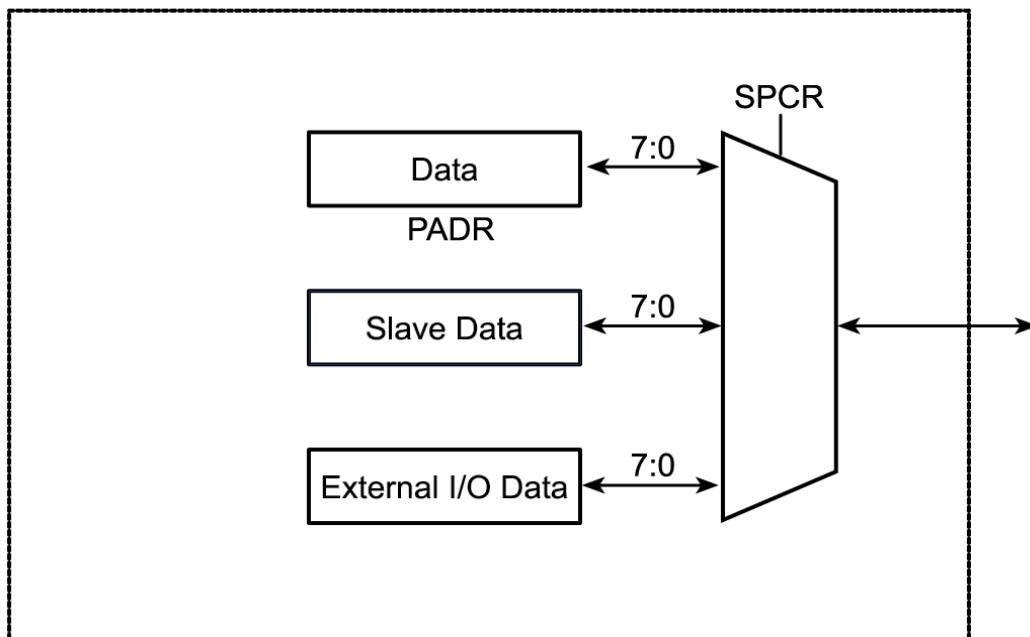 SPCR
Data
7:0
PADR
Slave Data
7:0
External I/O Data
7:0